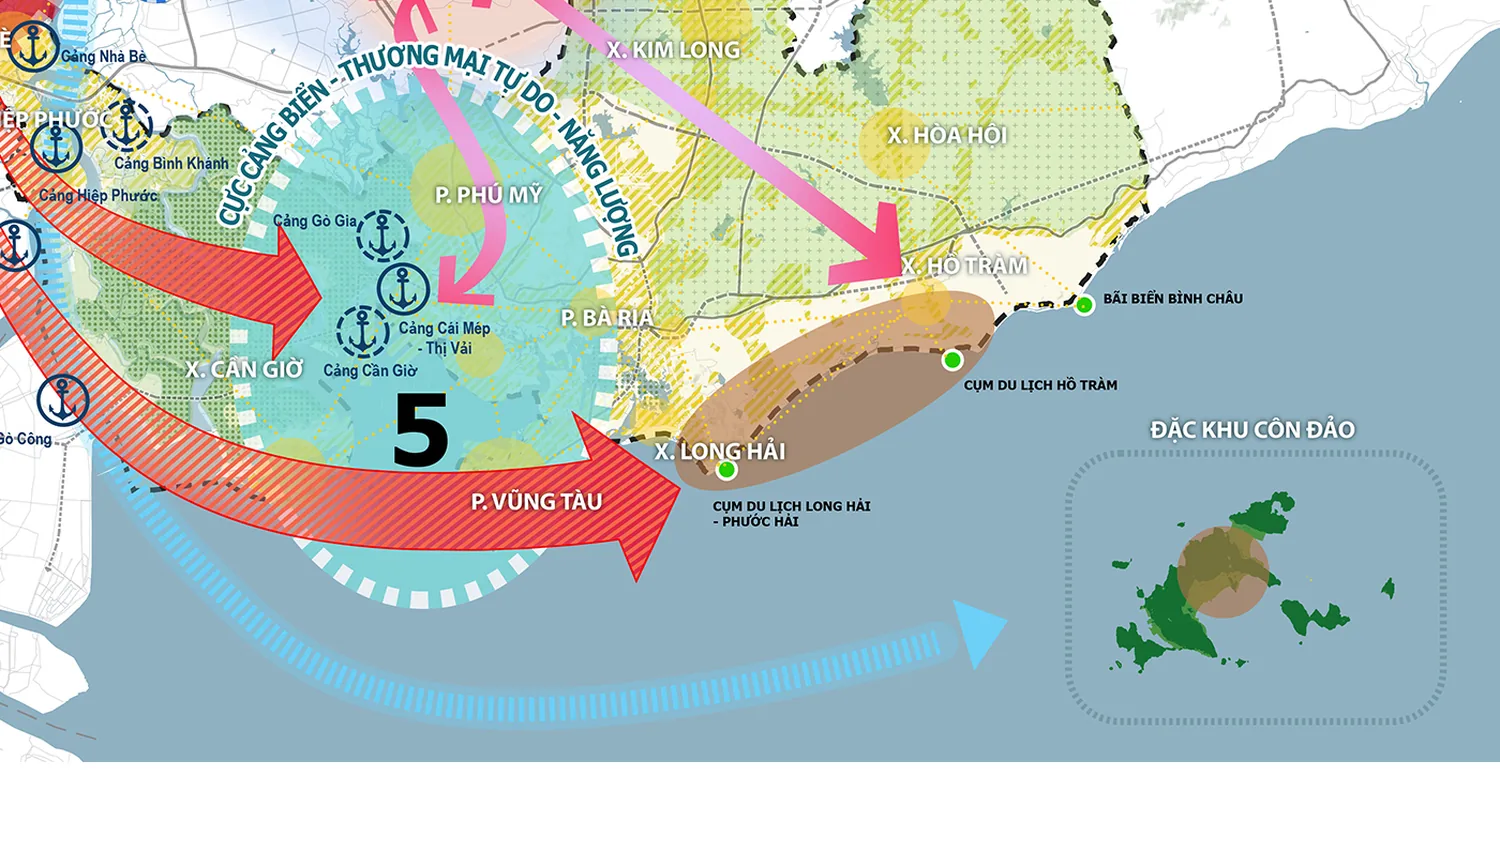 X. KIM LONG
Cảng Nhà Bè
CỰC CẢNG BIỂN - THƯƠNG MẠI TỰ DO - NĂNG LƯỢNG
X. HÒA HỘI
Cảng Bình Khánh
Cảng Hiệp Phước
P. PHÚ MỸ
Cảng Gò Gia
X. HỒ TRÀM
BÃI BIỂN BÌNH CHÂU
P. BÀ RỊA
Cảng Cái Mép
- Thị Vải
X. CẦN GIỜ
Cảng Cần Giờ
CỤM DU LỊCH HỒ TRÀM
5
ĐẶC KHU CÔN ĐẢO
X. LONG HẢI
P. VŨNG TÀU
CỤM DU LỊCH LONG HẢI
- PHƯỚC HẢI